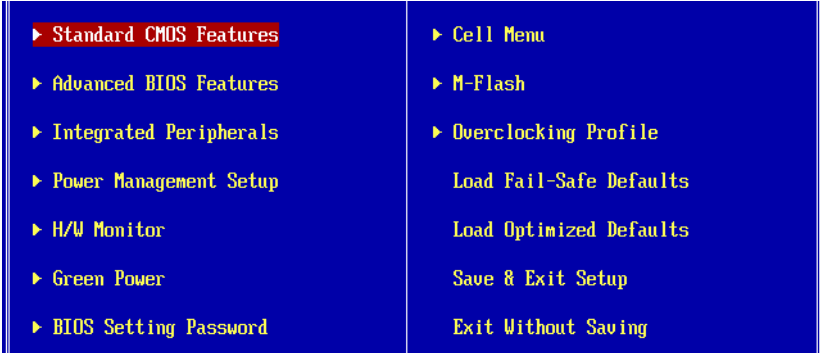 Standard CMOS Features
Advanced BIOS Features
Integrated Peripherals
Power Management Setup
H/W Monitor
Green Power
BIOS Setting Password
Cell Menu
M-Flash
Overclocking Profile
Load Fail-Safe Defaults
Load Optimized Defaults
Save & Exit Setup
Exit Without Saving